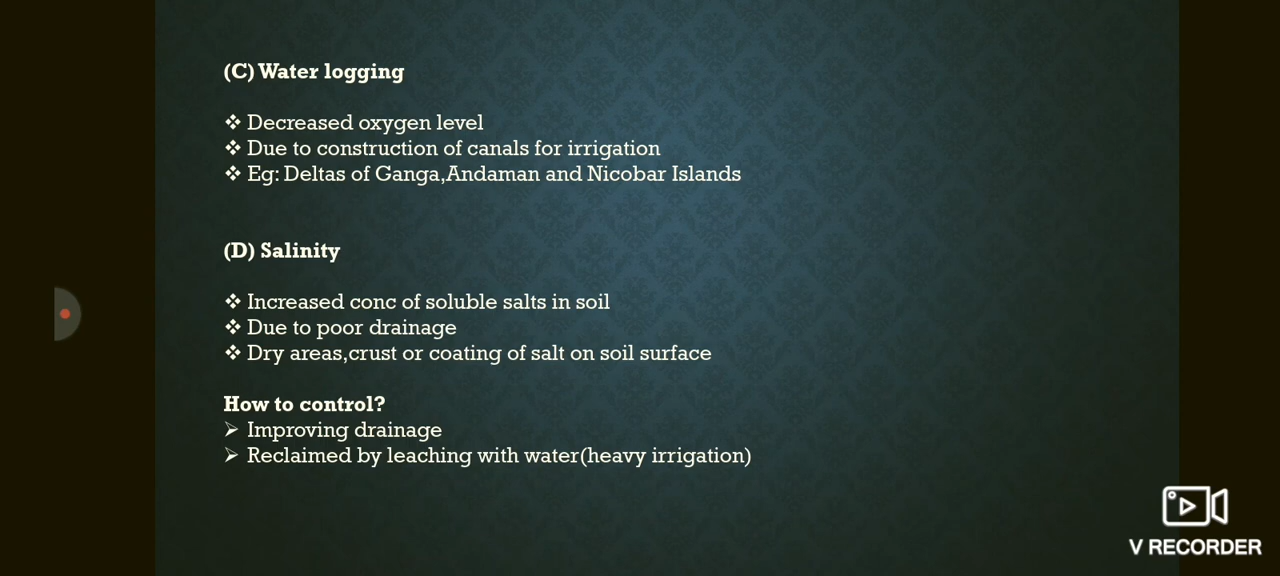 (C) Water logging
❖ Decreased oxygen level
❖ Due to construction of canals for irrigation
❖ Eg: Deltas of Ganga,Andaman and Nicobar Islands
(D) Salinity
❖ Increased conc of soluble salts in soil
❖ Due to poor drainage
❖ Dry areas,crust or coating of salt on soil surface
How to control?
➢ Improving drainage
➢ Reclaimed by leaching with water(heavy irrigation)
V RECORDER